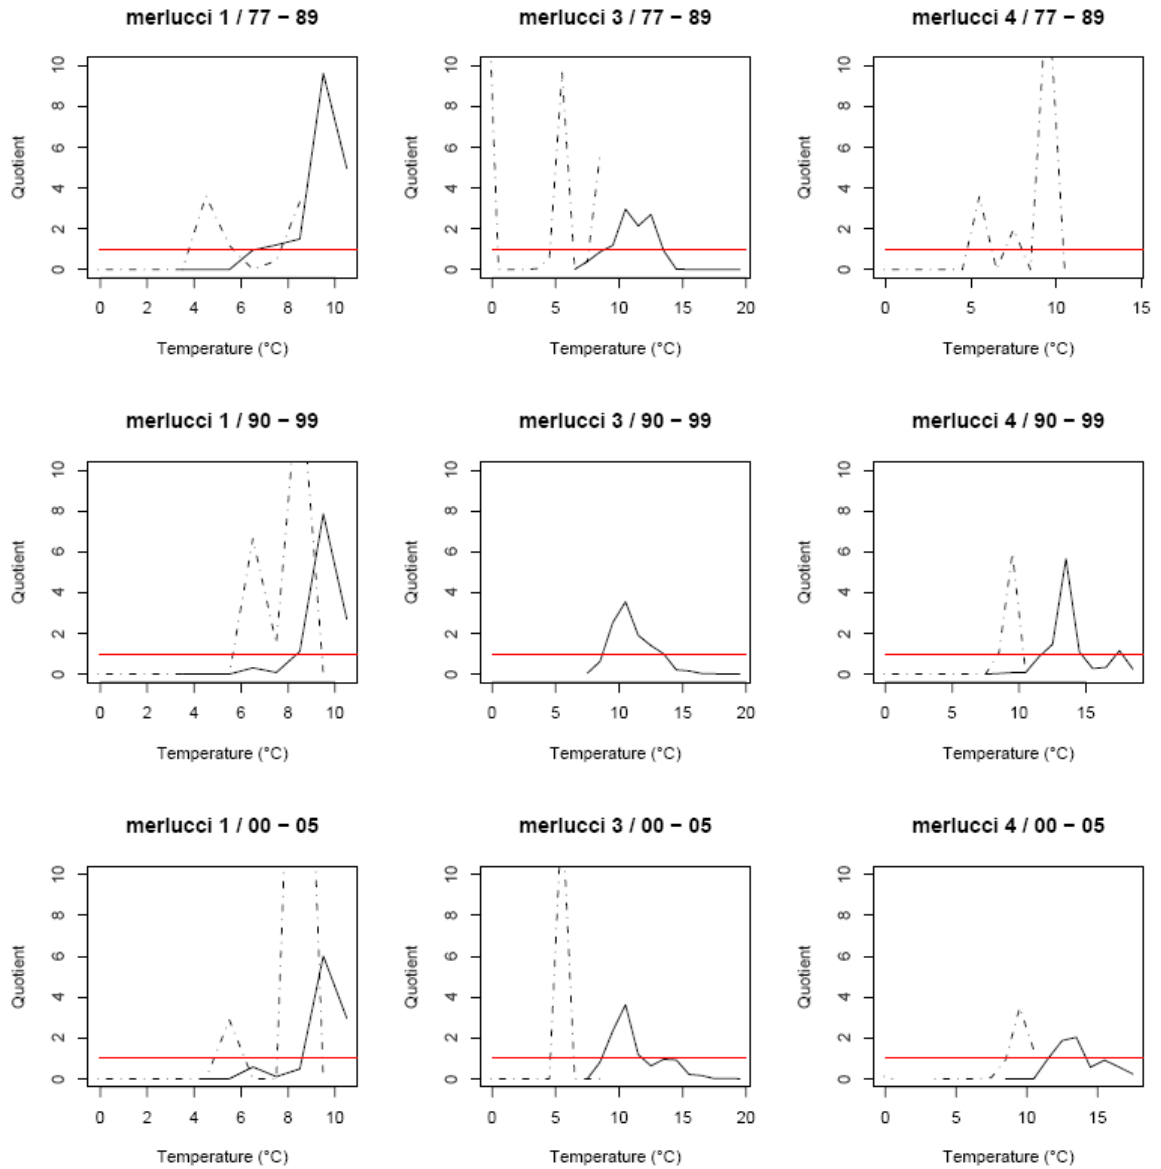 merlucci 1 / 77 − 89
merlucci 3 / 77 − 89
merlucci 4 / 77 − 89
Quotient
0 2 4 6 8 10
0 2 4 6 8 10
Temperature (°C)
Quotient
0 2 4 6 8 10
0 5 10 15 20
Temperature (°C)
Quotient
0 2 4 6 8 10
0 5 10 15
Temperature (°C)
merlucci 1 / 90 − 99
merlucci 3 / 90 − 99
merlucci 4 / 90 − 99
Quotient
0 2 4 6 8 10
0 2 4 6 8 10
Temperature (°C)
Quotient
0 2 4 6 8 10
0 5 10 15 20
Temperature (°C)
Quotient
0 2 4 6 8 10
0 5 10 15
Temperature (°C)
merlucci 1 / 00 − 05
merlucci 3 / 00 − 05
merlucci 4 / 00 − 05
Quotient
0 2 4 6 8 10
0 2 4 6 8 10
Temperature (°C)
Quotient
0 2 4 6 8 10
0 5 10 15 20
Temperature (°C)
Quotient
0 2 4 6 8 10
0 5 10 15
Temperature (°C)